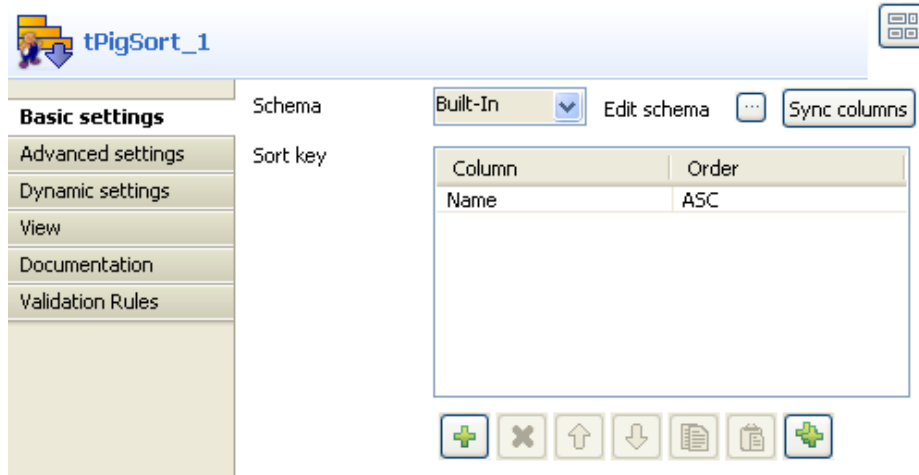 tPigSort_1
Basic settings
Advanced settings
Dynamic settings
View
Documentation
Validation Rules
Schema
Built-In
Edit schema
Sync columns
Sort key
Column Order
Name ASC